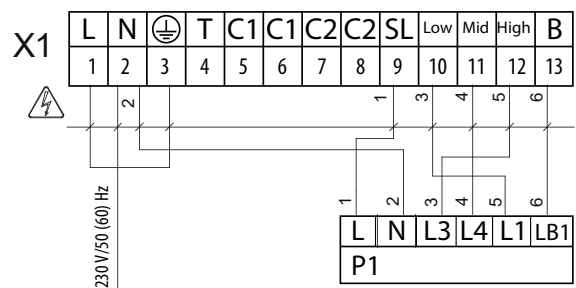 X1
L N T C1 C1 C2 C2 SL Low Mid High B
1 2 3 4 5 6 7 8 9 10 11 12 13
2 1 3 4 5 6
230 V/50 (60) Hz
1 2 3 4 5 6
L N L3 L4 L1 LB1
P1